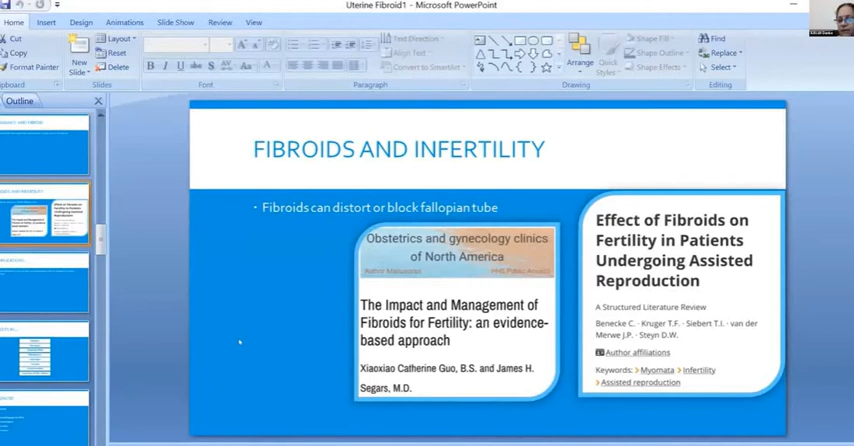 Uterine Fibroid1 - Microsoft PowerPoint
Home Insert Design Animations Slide Show Review View
Cut
Copy
Format Painter
New
Slide
Layout
Reset
Delete
Text Direction
Align Text
Convert to SmartArt
Arrange
Quick
Styles
Shape Fill
Shape Outline
Shape Effects
Find
Replace
Select
Clipboard Slides Font Paragraph Drawing Editing
Outline
FIBROIDS AND INFERTILITY
Fibroids can distort or block fallopian tube
Obstetrics and gynecology clinics
of North America
Author Manuscript HHS Public Access
The Impact and Management of
Fibroids for Fertility: an evidence-
based approach
Xiaoxiao Catherine Guo, B.S. and James H.
Segars, M.D.
Effect of Fibroids on
Fertility in Patients
Undergoing Assisted
Reproduction
A Structured Literature Review
Benecke C. · Kruger T.F. · Siebert T.I. · van der
Merwe J.P. · Steyn D.W.
Author affiliations
Keywords: Myomata Infertility
Assisted reproduction